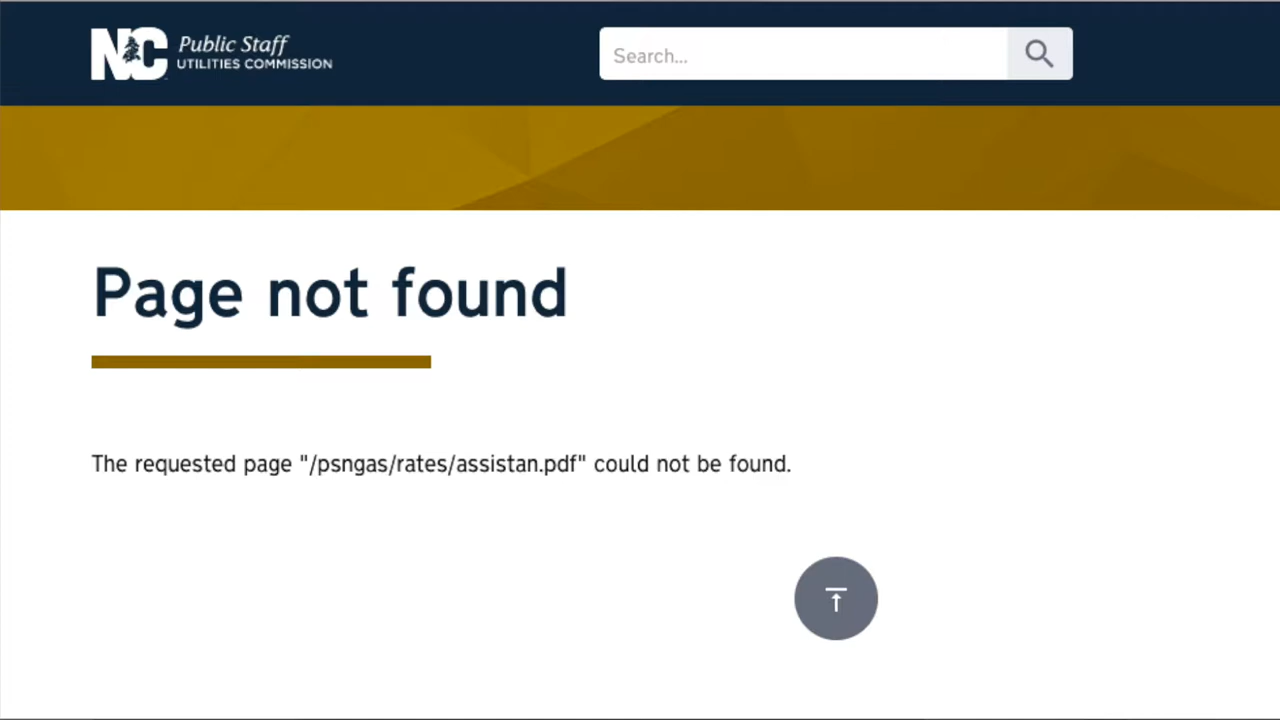 NC Public Staff
UTILITIES COMMISSION
Search...
Page not found
The requested page "/psngas/rates/assistan.pdf" could not be found.